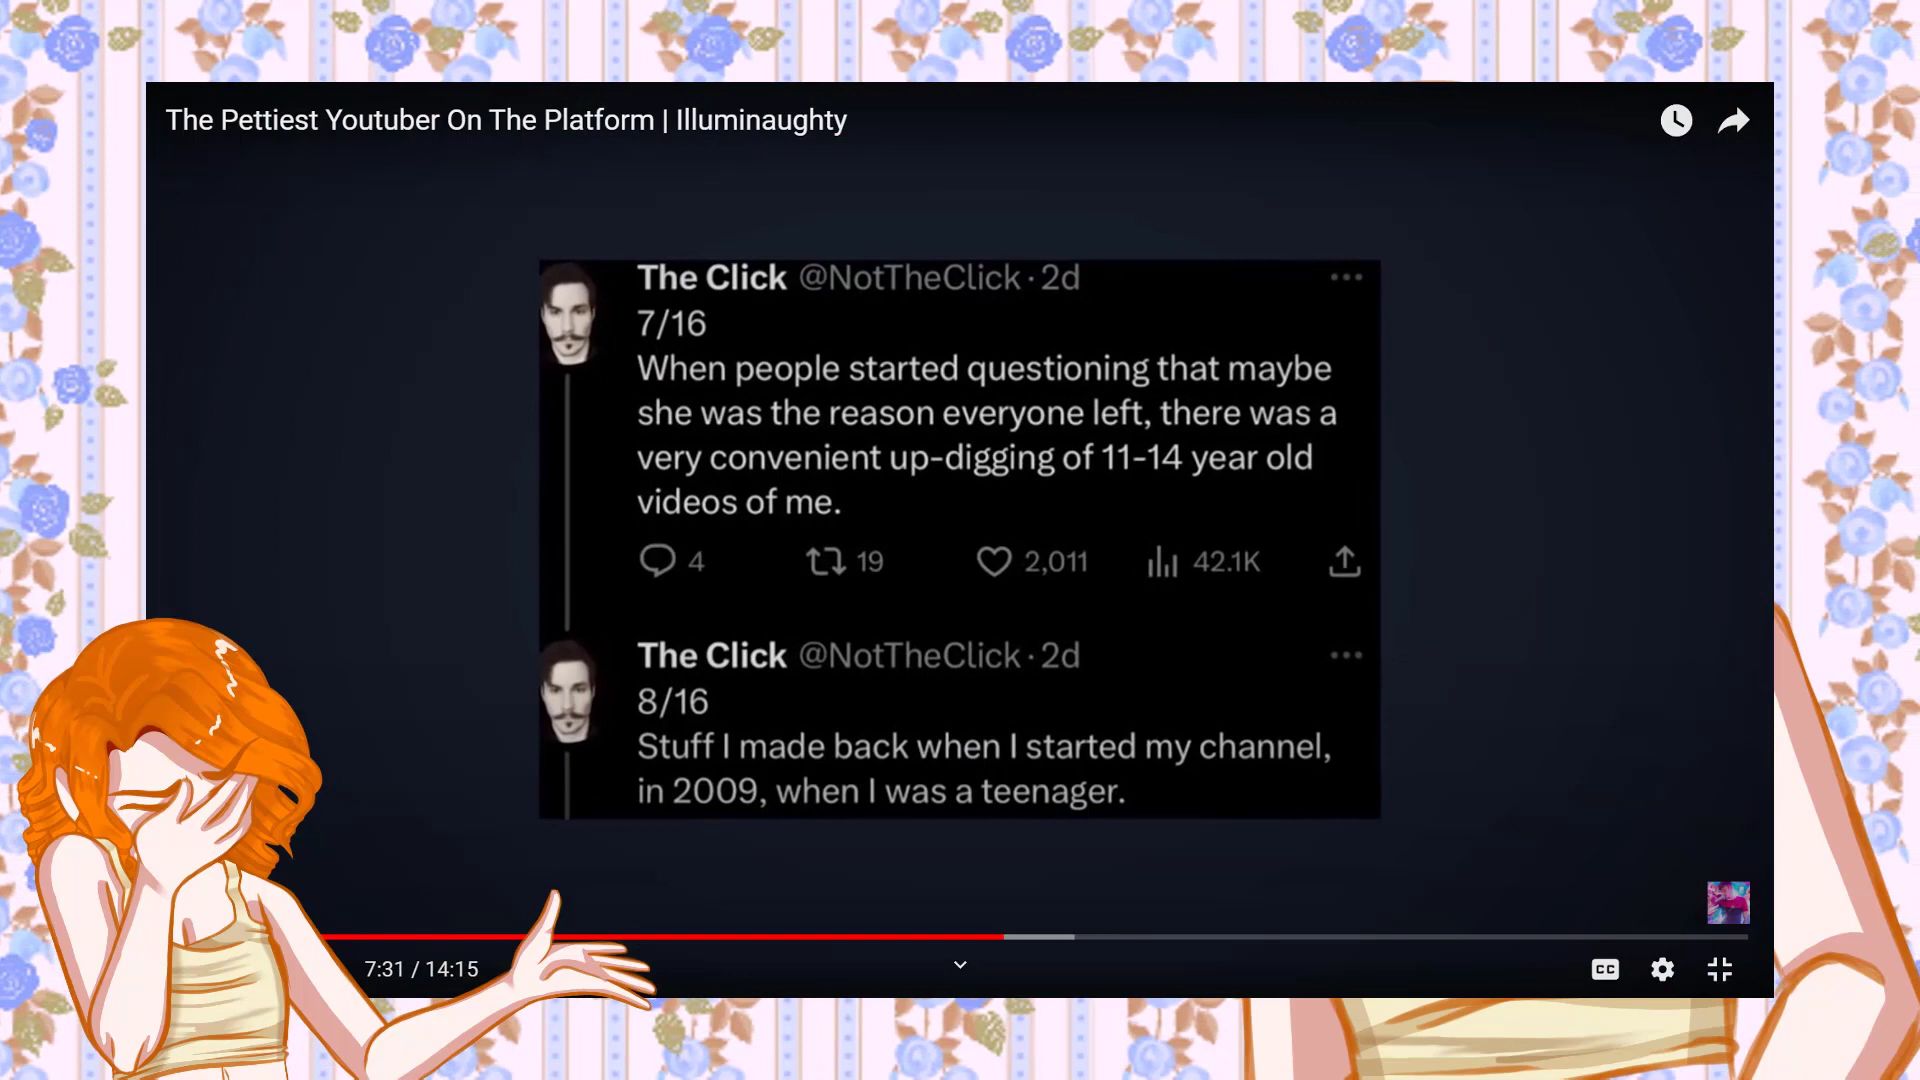 The Pettiest Youtuber On The Platform | Illuminaughty
The Click @NotTheClick · 2d
7/16
When people started questioning that maybe
she was the reason everyone left, there was a
very convenient up-digging of 11-14 year old
videos of me.
4 19 2,011 42.1K
The Click @NotTheClick · 2d
8/16
Stuff I made back when I started my channel,
in 2009, when I was a teenager.
7:31 / 14:15
CC